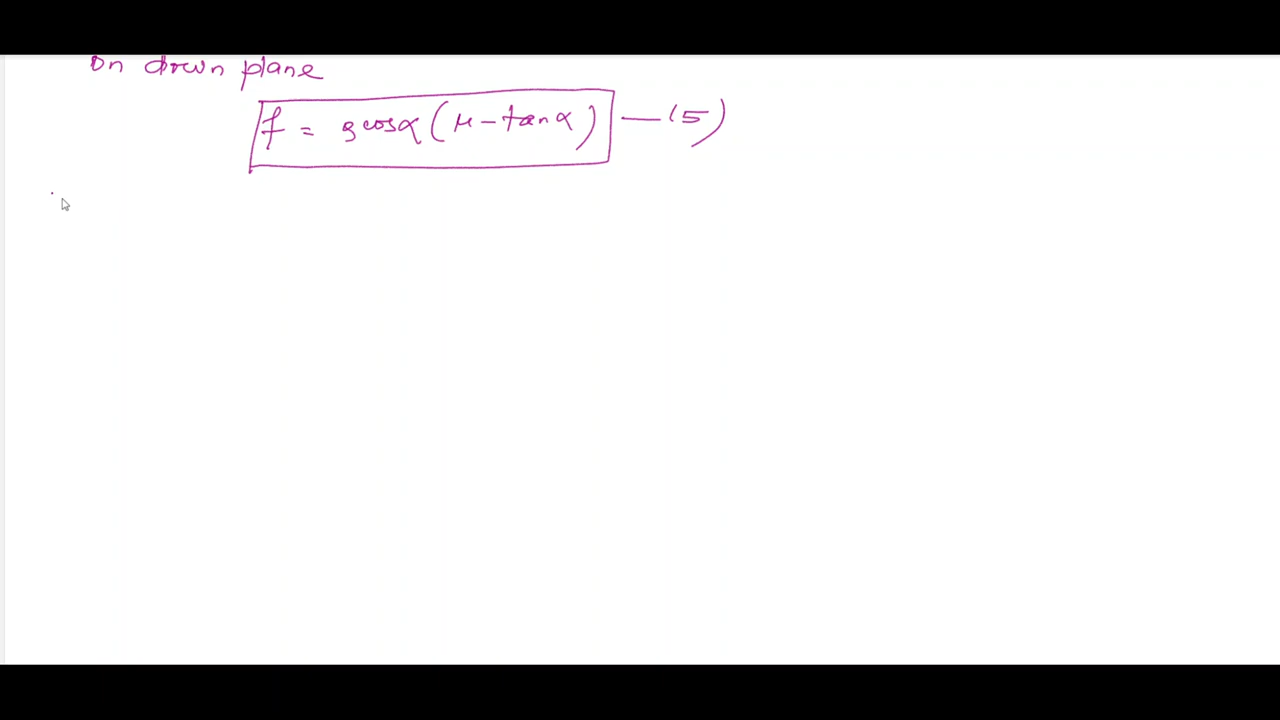 On down plane
f = g cosα (μ - tanα) — (5)